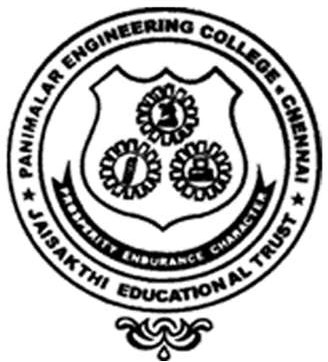 PANIMALAR ENGINEERING COLLEGE • CHENNAI
PROSPERITY ENDURANCE CHARACTER
★ JAISAKTHI EDUCATIONAL TRUST ★